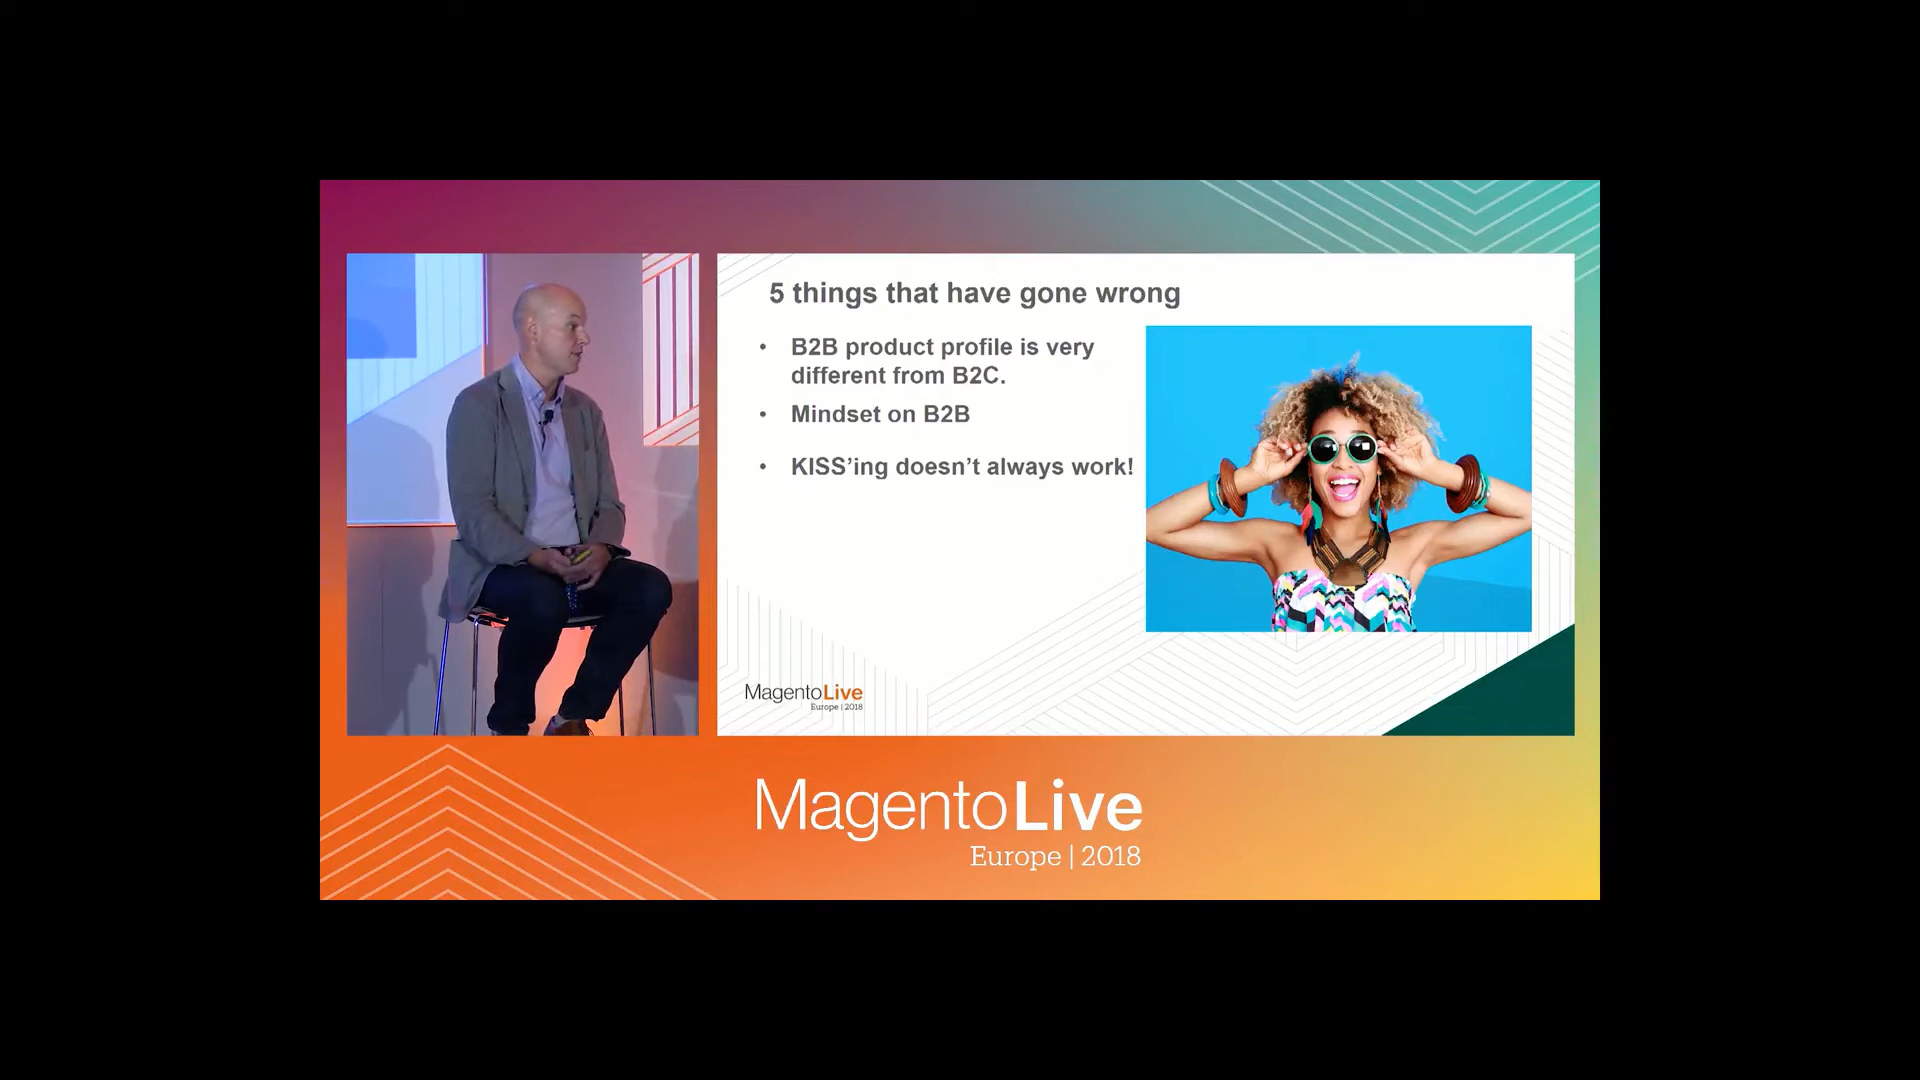 5 things that have gone wrong
• B2B product profile is very
different from B2C.
• Mindset on B2B
• KISS’ing doesn’t always work!
MagentoLive
Europe | 2018
MagentoLive
Europe | 2018